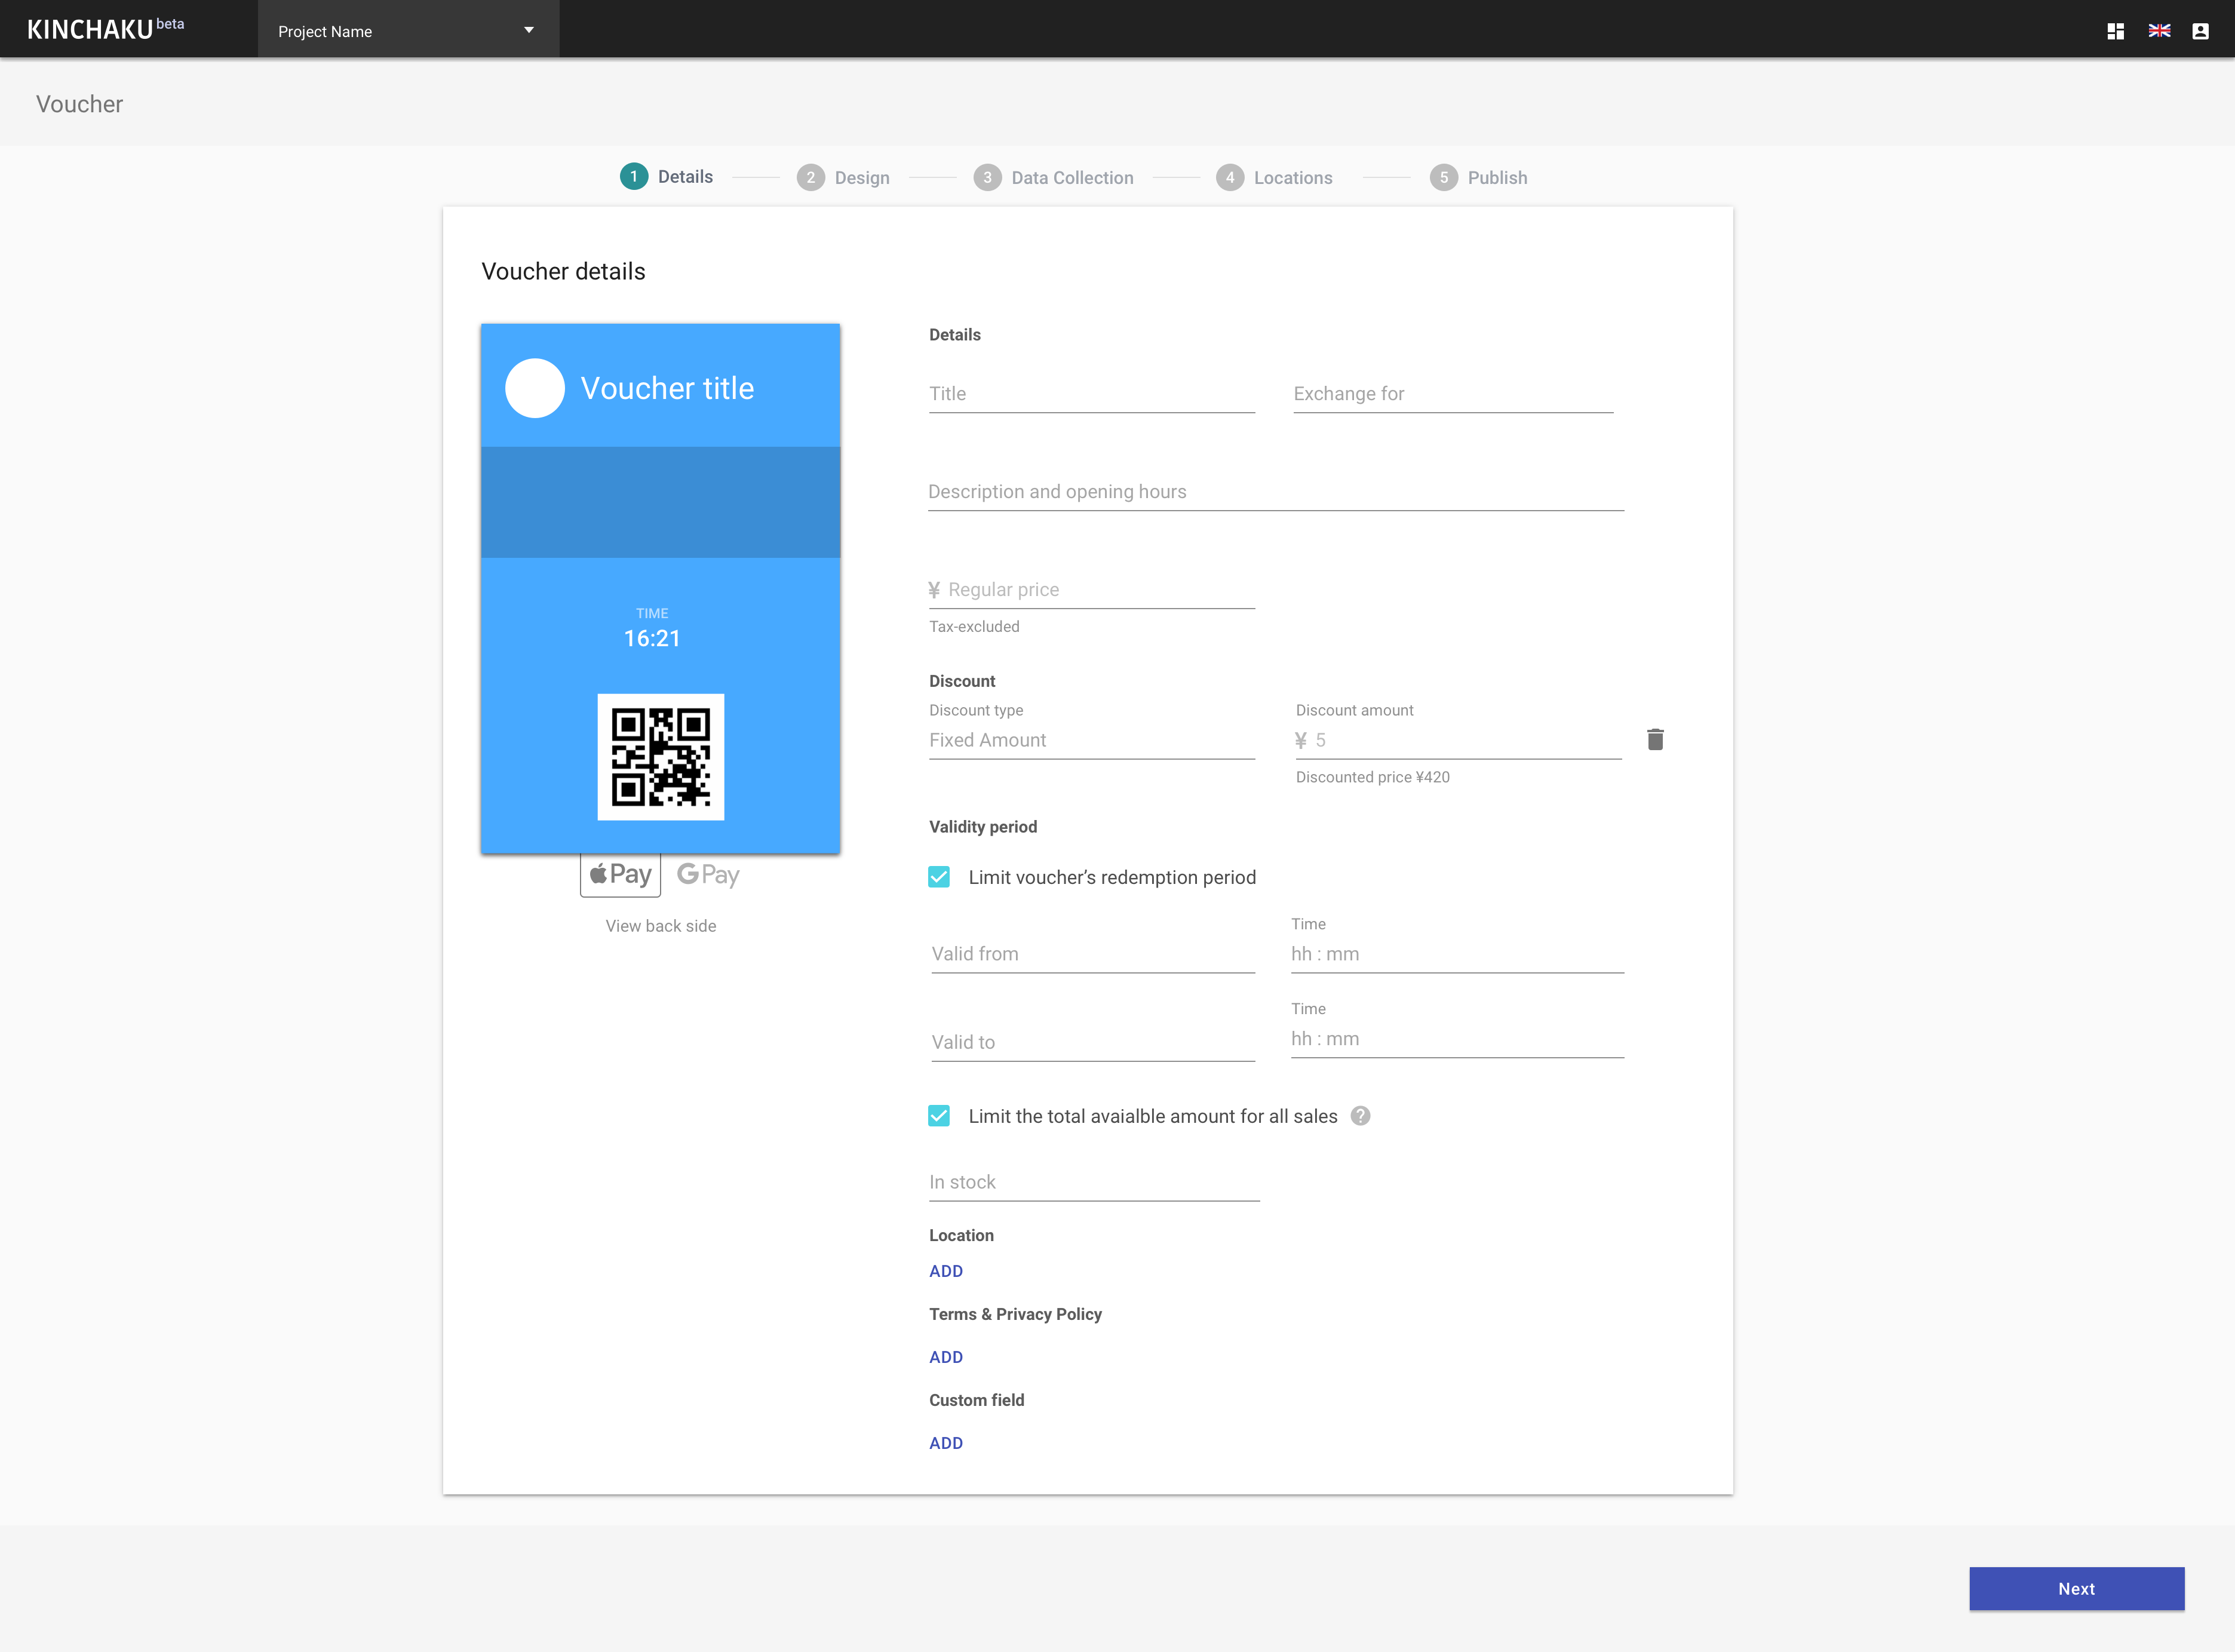 KINCHAKU beta
Project Name
Voucher
1 Details
2 Design
3 Data Collection
4 Locations
5 Publish
Voucher details
Voucher title
TIME
16:21
Pay
G Pay
View back side
Details
Title
Exchange for
Description and opening hours
¥ Regular price
Tax-excluded
Discount
Discount type
Discount amount
Fixed Amount
¥ 5
Discounted price ¥420
Validity period
Limit voucher’s redemption period
Time
Valid from
hh : mm
Time
Valid to
hh : mm
Limit the total avaialble amount for all sales ?
In stock
Location
ADD
Terms & Privacy Policy
ADD
Custom field
ADD
Next